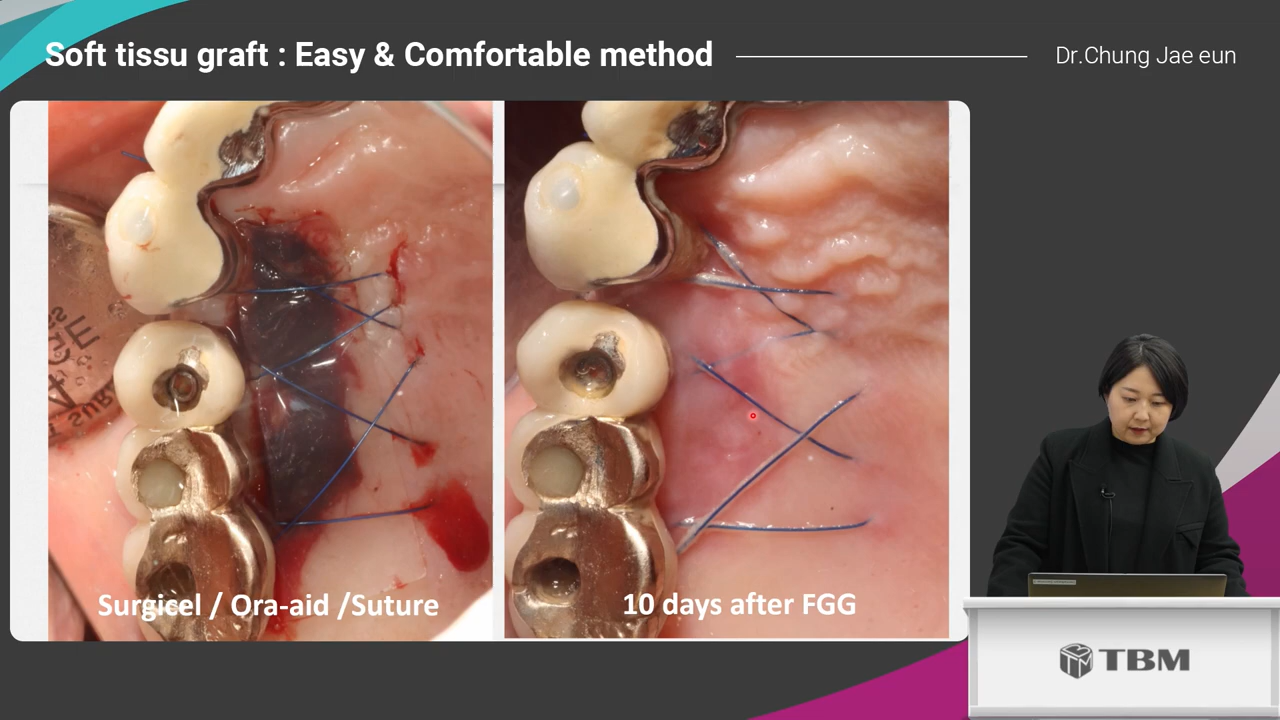 Soft tissu graft : Easy & Comfortable method
Dr.Chung Jae eun
Surgicel / Ora-aid /Suture
10 days after FGG
TBM